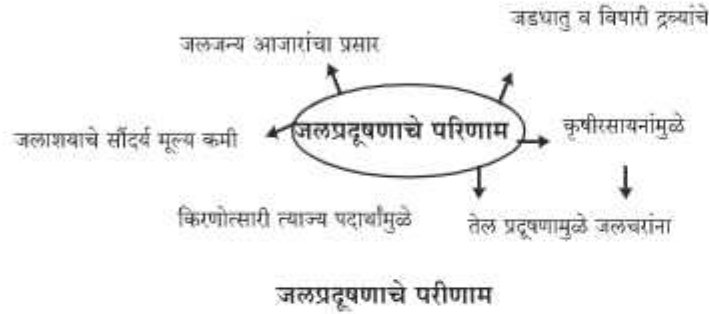 जडधातु व विषारी द्रव्यांचे
जलजन्य आजारांचा प्रसार
जलप्रदूषणाचे परिणाम
कृषीरसायनांमुळे
जलाशयाचे सौंदर्य मूल्य कमी
किरणोत्सारी त्याज्य पदार्थांमुळे
तेल प्रदूषणामुळे जलचरांना
जलप्रदूषणाचे परीणाम